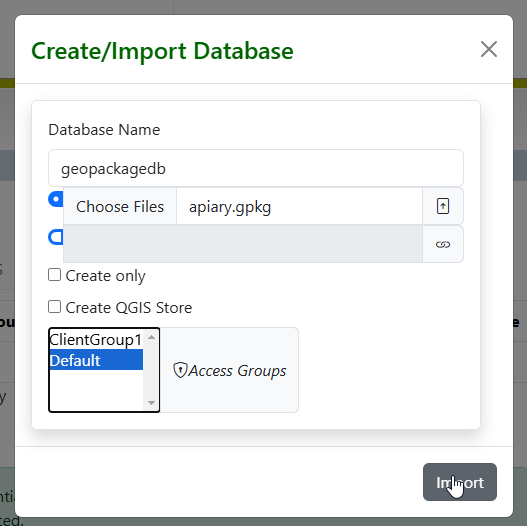 Create/Import Database
Database Name
geopackagedb
Choose Files apiary.gpkg
Create only
Create QGIS Store
ClientGroup1
Default
Access Groups
Import